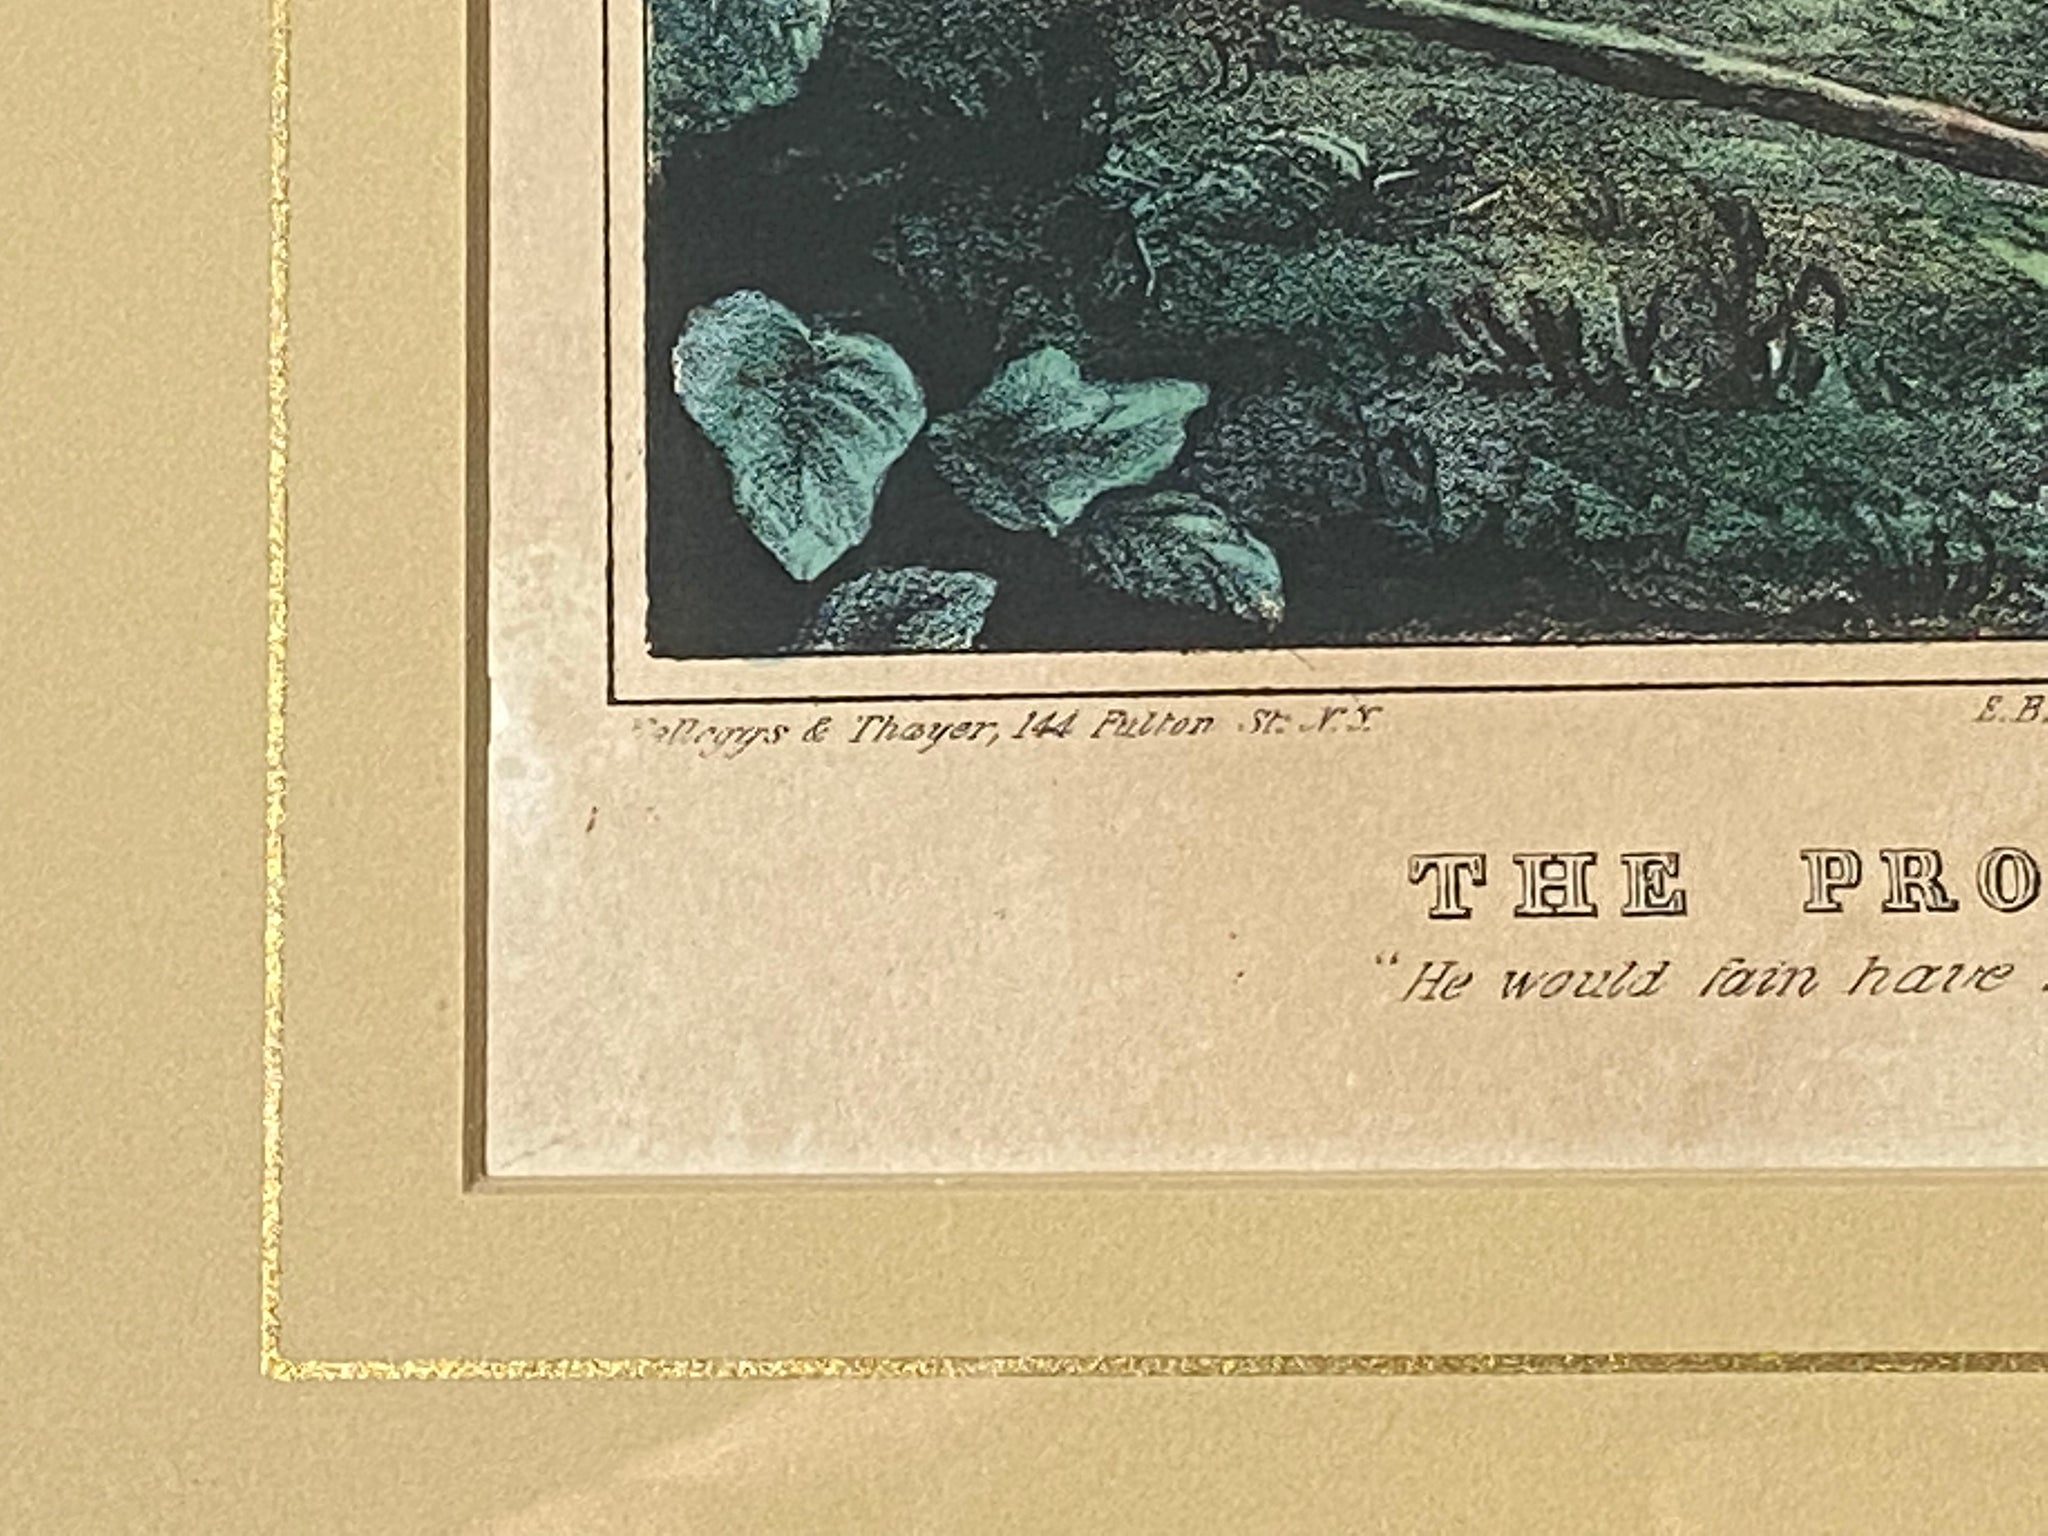 Kelloggs & Thayer, 144 Fulton St. N.Y.
E.B.
THE PRO
"He would fain have